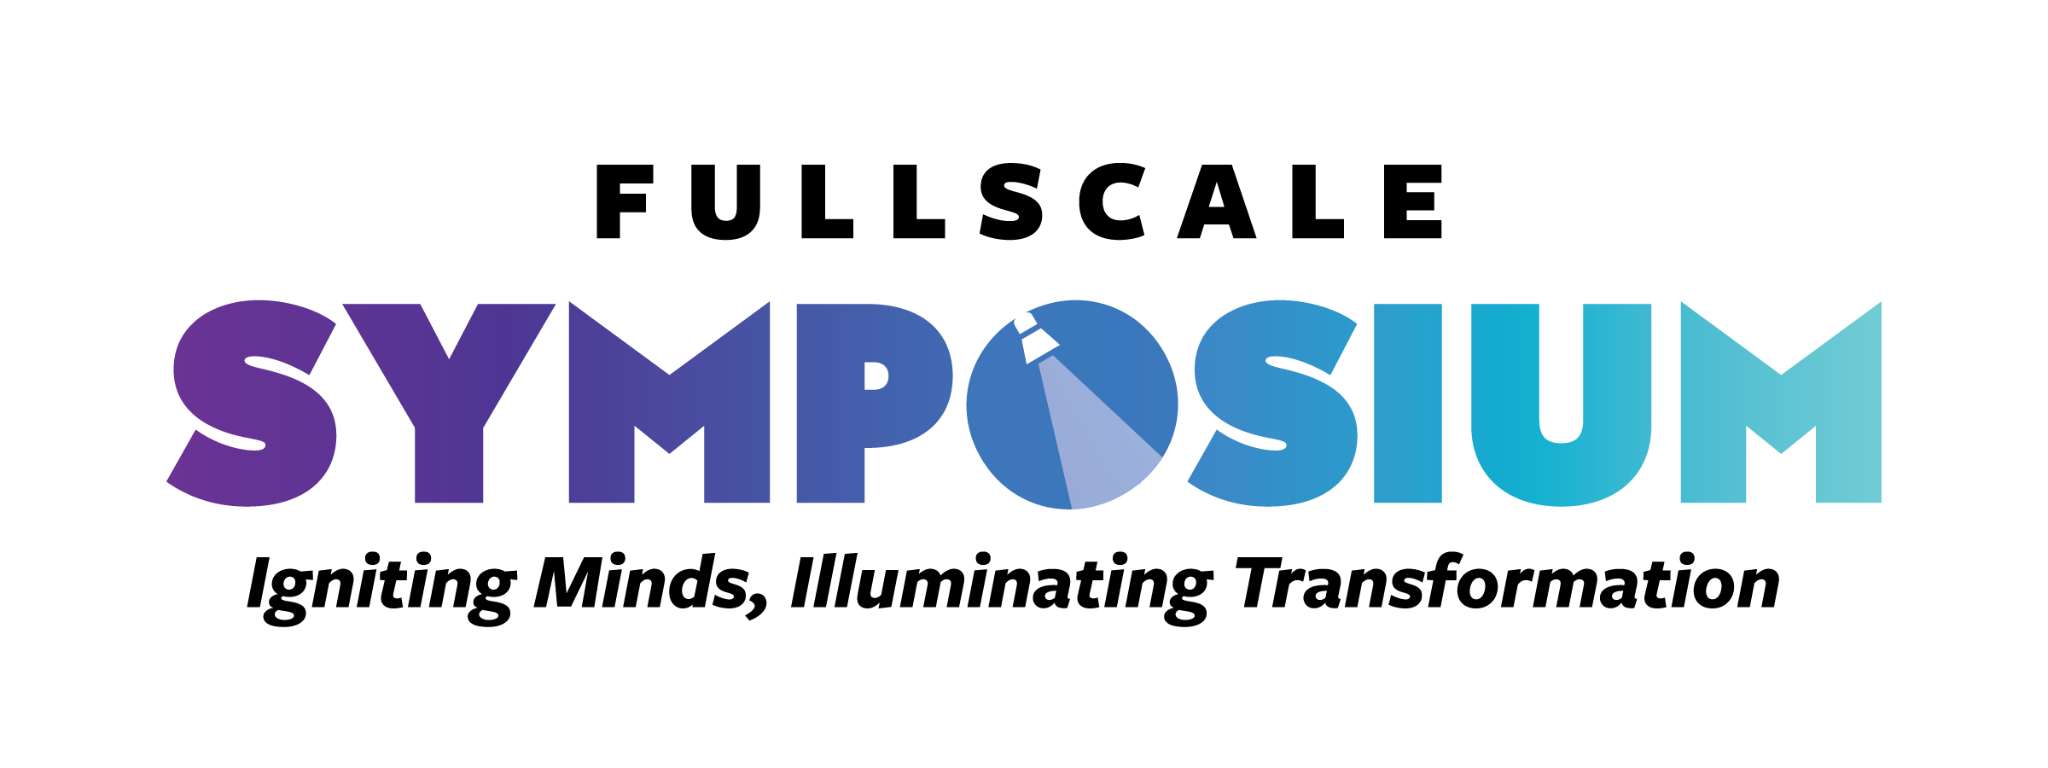 FULLSCALE
SYMPOSIUM
Igniting Minds, Illuminating Transformation